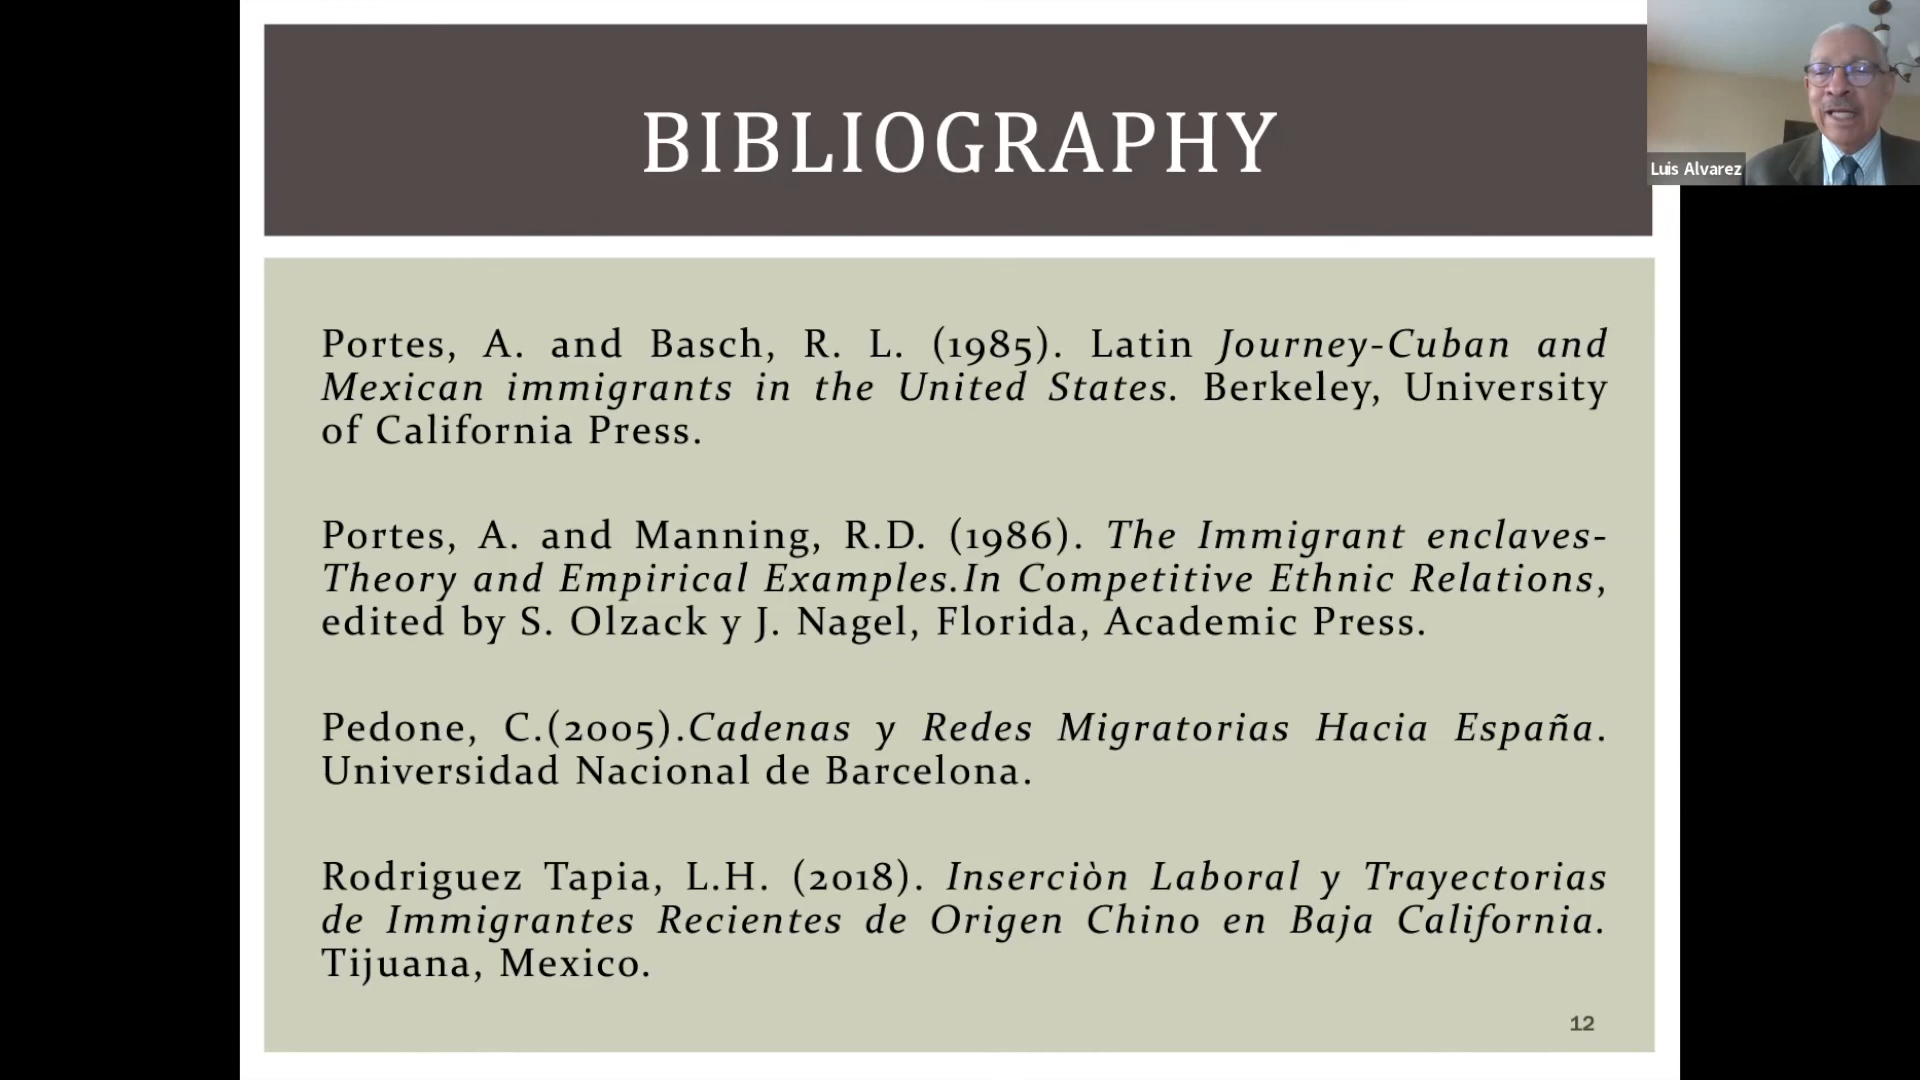 BIBLIOGRAPHY
Luis Alvarez
Portes, A. and Basch, R. L. (1985). Latin Journey-Cuban and
Mexican immigrants in the United States. Berkeley, University
of California Press.
Portes, A. and Manning, R.D. (1986). The Immigrant enclaves-
Theory and Empirical Examples.In Competitive Ethnic Relations,
edited by S. Olzack y J. Nagel, Florida, Academic Press.
Pedone, C.(2005).Cadenas y Redes Migratorias Hacia España.
Universidad Nacional de Barcelona.
Rodriguez Tapia, L.H. (2018). Inserciòn Laboral y Trayectorias
de Immigrantes Recientes de Origen Chino en Baja California.
Tijuana, Mexico.
12